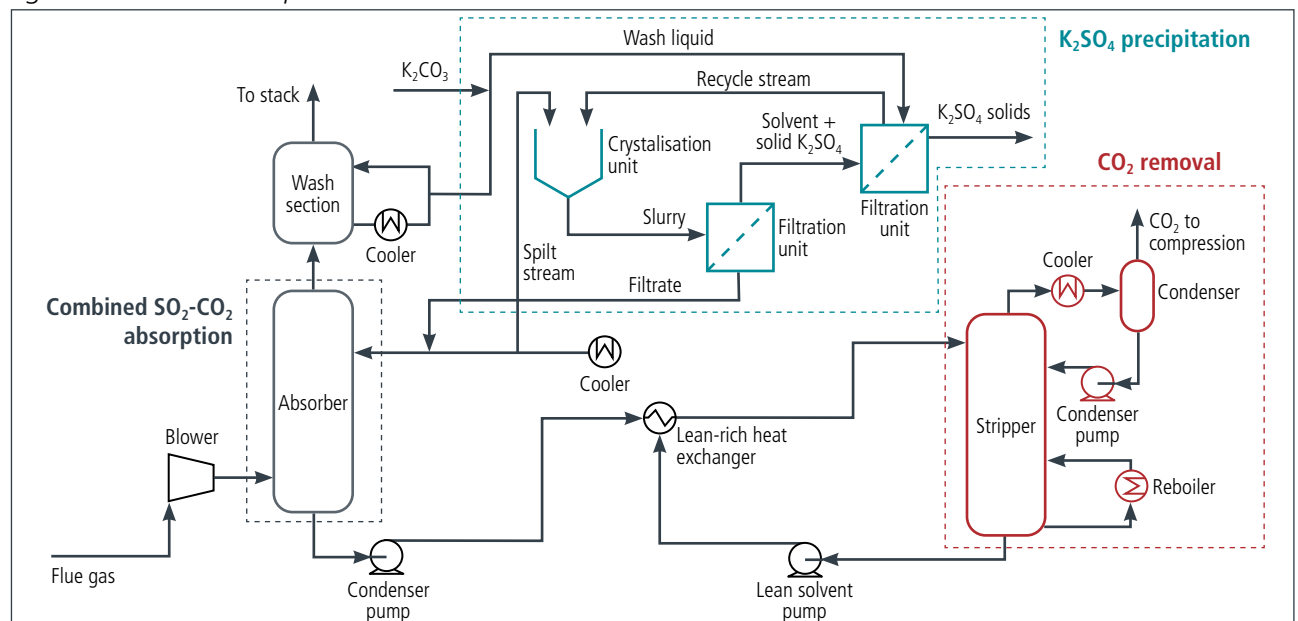 Wash liquid
K₂SO₄ precipitation
K₂CO₃
Recycle stream
To stack
K₂SO₄ solids
Solvent +
solid K₂SO₄
Crystalisation
unit
Wash
section
CO₂ removal
Filtration
unit
Slurry
Filtration
unit
CO₂ to
compression
Cooler
Spilt
stream
Cooler
Filtrate
Condenser
Combined SO₂-CO₂
absorption
Cooler
Absorber
Condenser
pump
Stripper
Blower
Lean-rich heat
exchanger
Reboiler
Flue gas
Condenser
pump
Lean solvent
pump